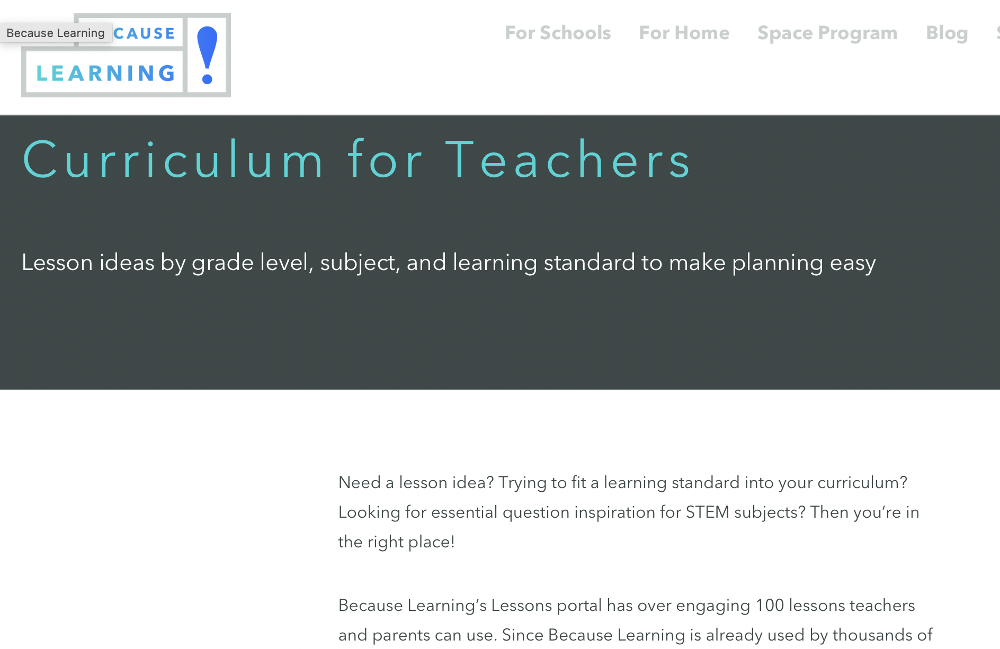 Because Learning
CAUSE
LEARNING!
For Schools For Home Space Program Blog
Curriculum for Teachers
Lesson ideas by grade level, subject, and learning standard to make planning easy
Need a lesson idea? Trying to fit a learning standard into your curriculum?
Looking for essential question inspiration for STEM subjects? Then you’re in
the right place!
Because Learning’s Lessons portal has over engaging 100 lessons teachers
and parents can use. Since Because Learning is already used by thousands of